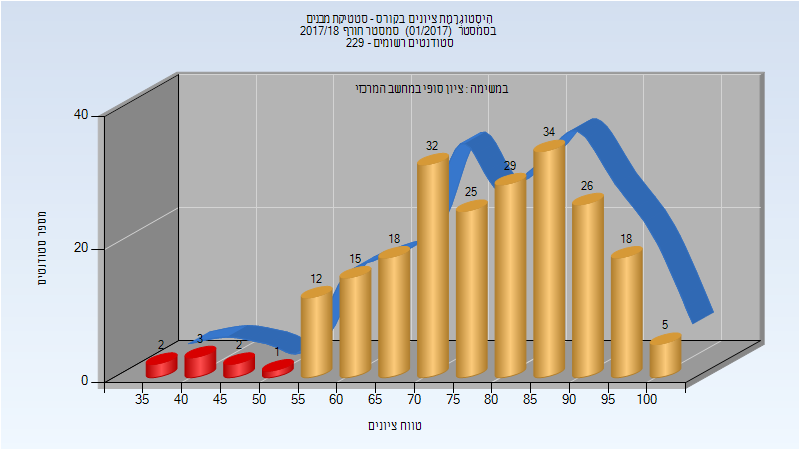 היסטוגרמת ציונים בקורס - סטטיקת מבנים
בסמסטר (01/2017) סמסטר חורף 2017/18
סטודנטים רשומים - 229
במשימה : ציון סופי במחשב המרכזי
מספר סטודנטים
40
20
0
2
3
2
1
12
15
18
32
25
29
34
26
18
5
35 40 45 50 55 60 65 70 75 80 85 90 95 100
טווח ציונים